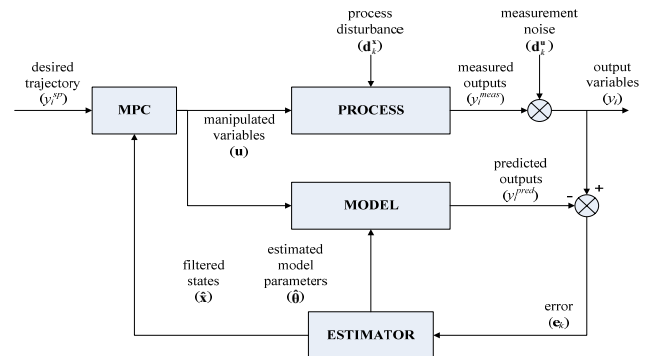 process
disturbance
(d_k^x)
measurement
noise
(d_k^u)
desired
trajectory
(y_i^{sp})
measured
outputs
(y_i^{meas})
output
variables
(y_i)
MPC
PROCESS
manipulated
variables
(u)
predicted
outputs
(y_i^{pred})
- +
MODEL
filtered
states
(x̂)
estimated
model
parameters
(θ̂)
error
(e_k)
ESTIMATOR